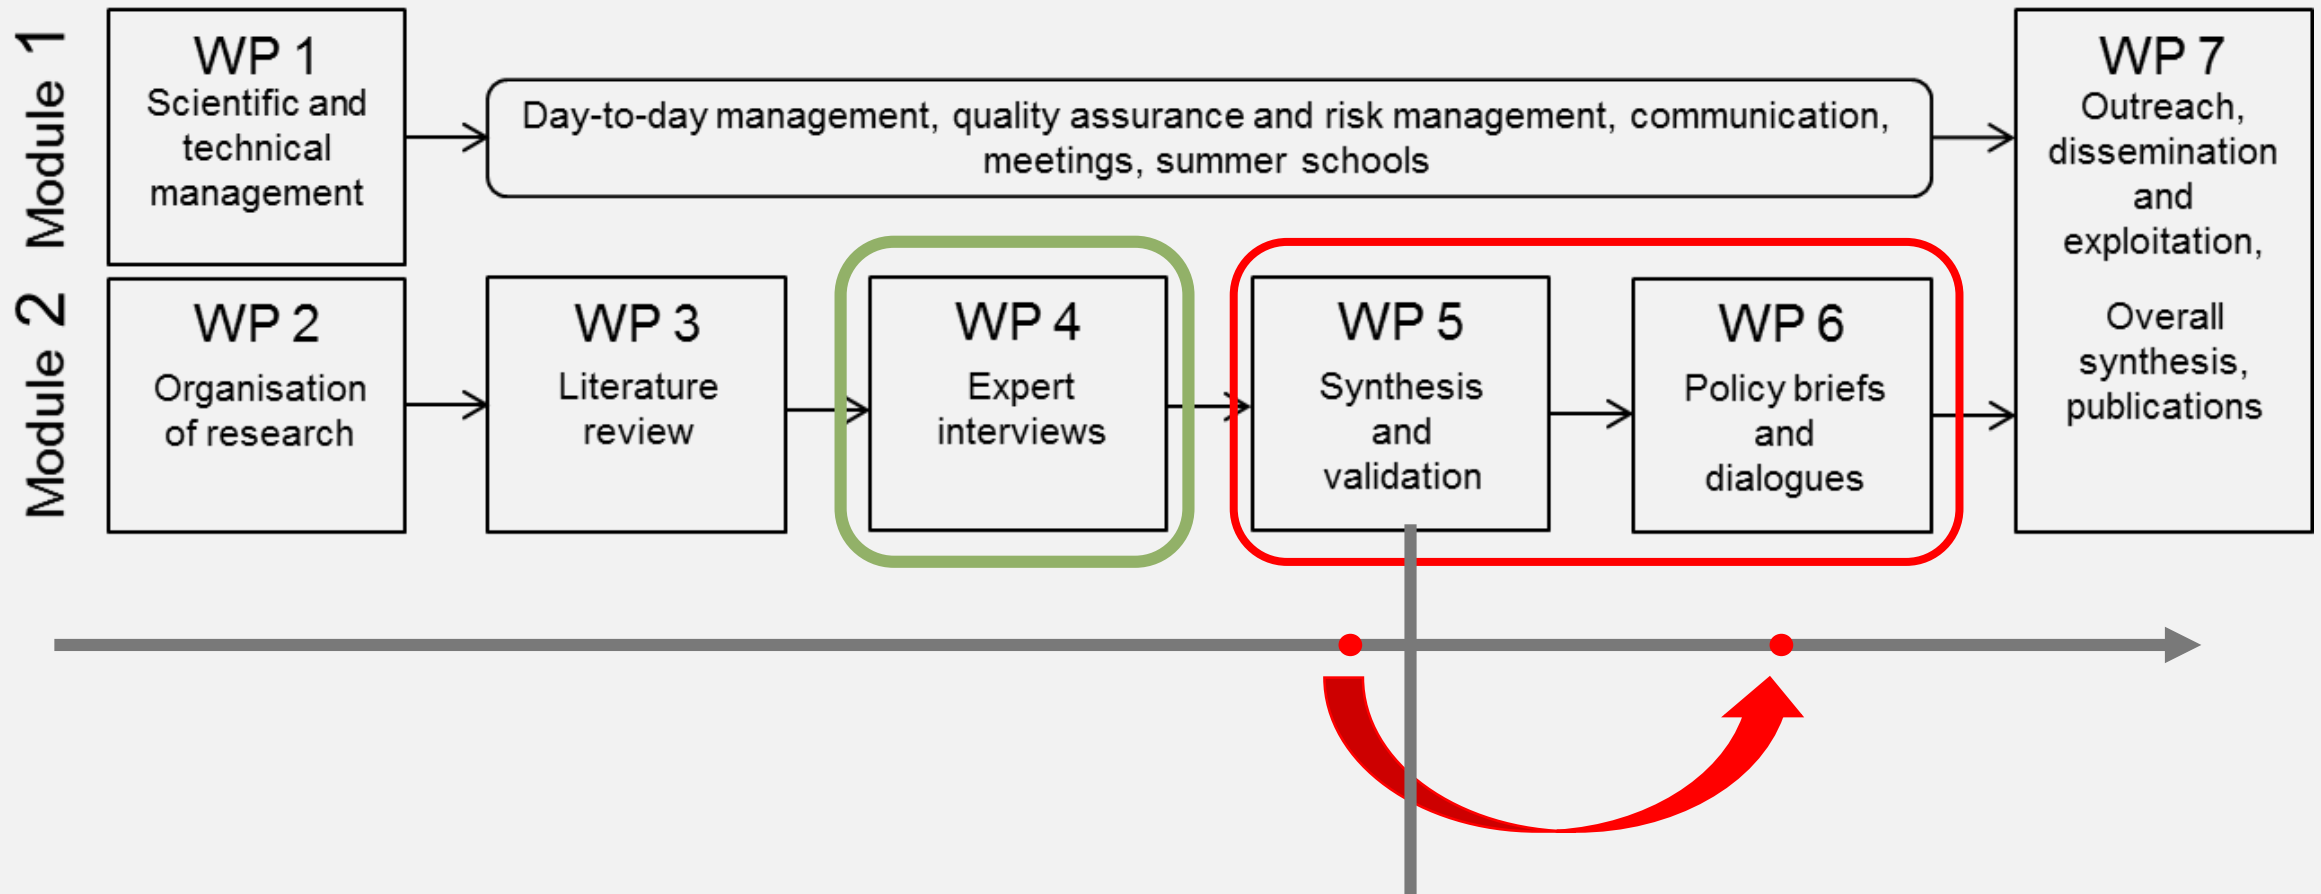 Module 1
WP 1
Scientific and
technical
management
Day-to-day management, quality assurance and risk management, communication,
meetings, summer schools
WP 7
Outreach,
dissemination
and
exploitation,
Overall
synthesis,
publications
Module 2
WP 2
Organisation
of research
WP 3
Literature
review
WP 4
Expert
interviews
WP 5
Synthesis
and
validation
WP 6
Policy briefs
and
dialogues